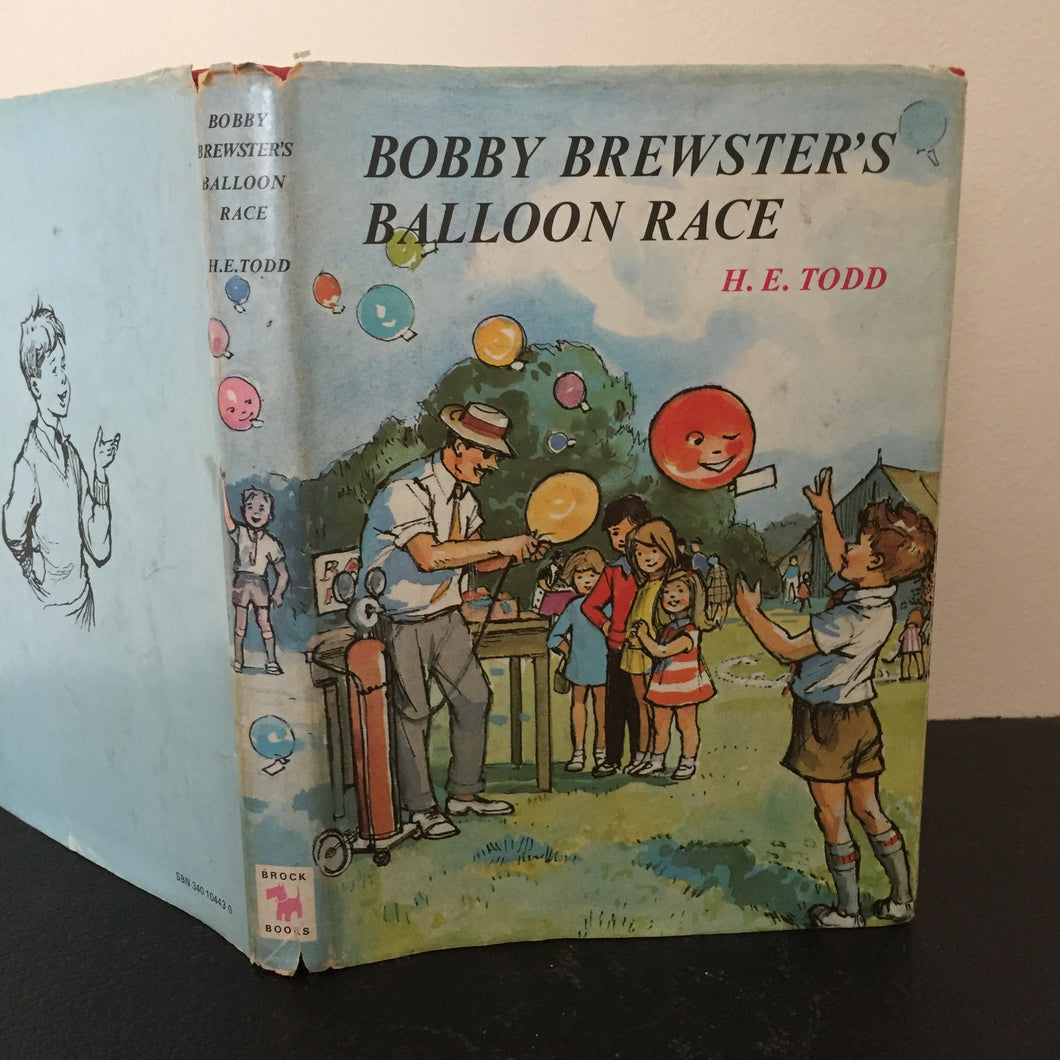 BOBBY BREWSTER'S
BALLOON RACE
H. E. TODD
BOBBY
BREWSTER'S
BALLOON
RACE
H.E.TODD
BROCK
BOOKS
SBN 340 10443 0